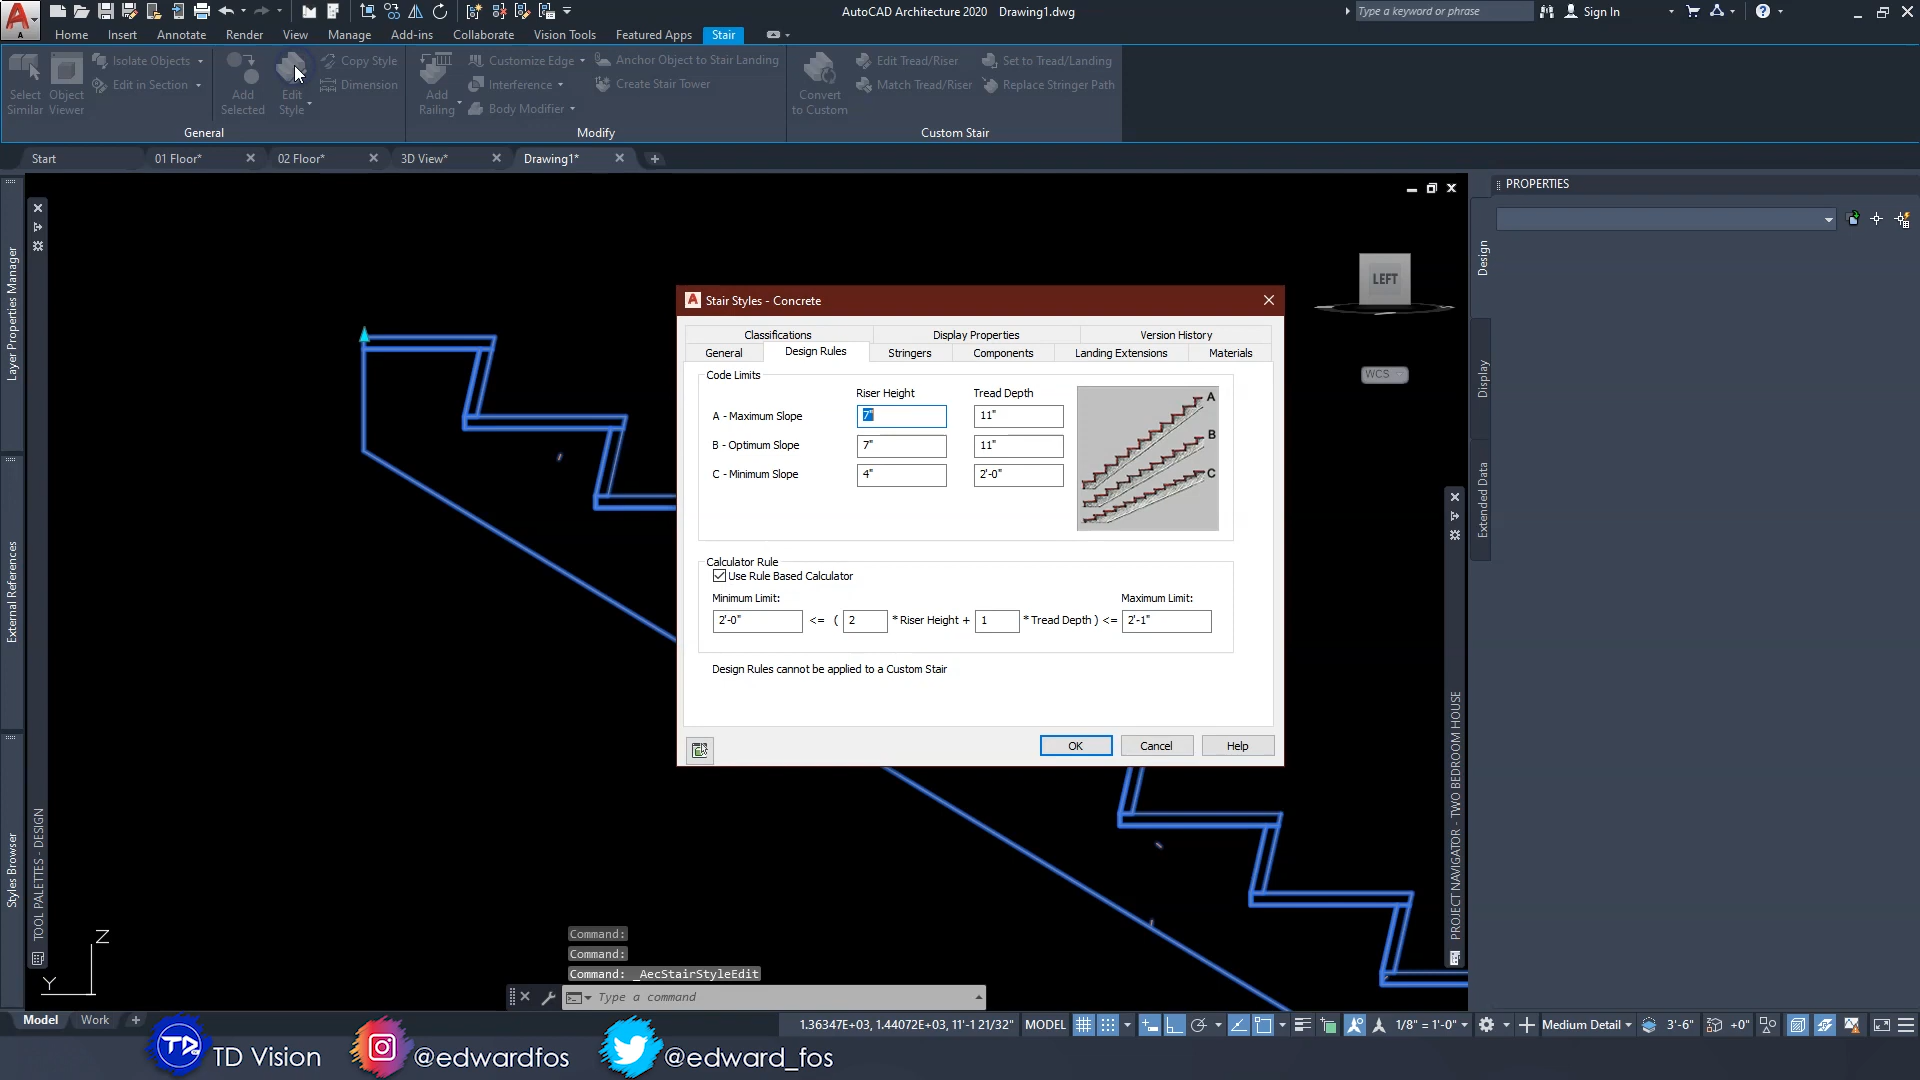 AutoCAD Architecture 2020 Drawing1.dwg
Type a keyword or phrase
Sign In
Home Insert Annotate Render View Manage Add-ins Collaborate Vision Tools Featured Apps Stair
Select Similar
Object Viewer
Isolate Objects
Edit in Section
Add Selected
Edit Style
Copy Style
Dimension
General
Add Railing
Customize Edge
Interference
Body Modifier
Anchor Object to Stair Landing
Create Stair Tower
Modify
Convert to Custom
Edit Tread/Riser
Match Tread/Riser
Set to Tread/Landing
Replace Stringer Path
Custom Stair
Start 01 Floor* 02 Floor* 3D View* Drawing1*
Layer Properties Manager
External References
Styles Browser
TOOL PALETTES - DESIGN
LEFT
WCS
PROPERTIES
Design
Display
Extended Data
PROJECT NAVIGATOR - TWO BEDROOM HOUSE
Stair Styles - Concrete
Classifications Display Properties Version History
General Design Rules Stringers Components Landing Extensions Materials
Code Limits
Riser Height Tread Depth
A - Maximum Slope 7" 11"
B - Optimum Slope 7" 11"
C - Minimum Slope 4" 2'-0"
A
B
C
Calculator Rule
Use Rule Based Calculator
Minimum Limit: Maximum Limit:
2'-0" <= ( 2 * Riser Height + 1 * Tread Depth ) <= 2'-1"
Design Rules cannot be applied to a Custom Stair
OK Cancel Help
Z
Y
Command:
Command:
Command: _AecStairStyleEdit
Type a command
Model Work
1.36347E+03, 1.44072E+03, 11'-1 21/32" MODEL 1/8" = 1'-0" Medium Detail 3'-6" +0"
TD Vision @edwardfos @edward_fos